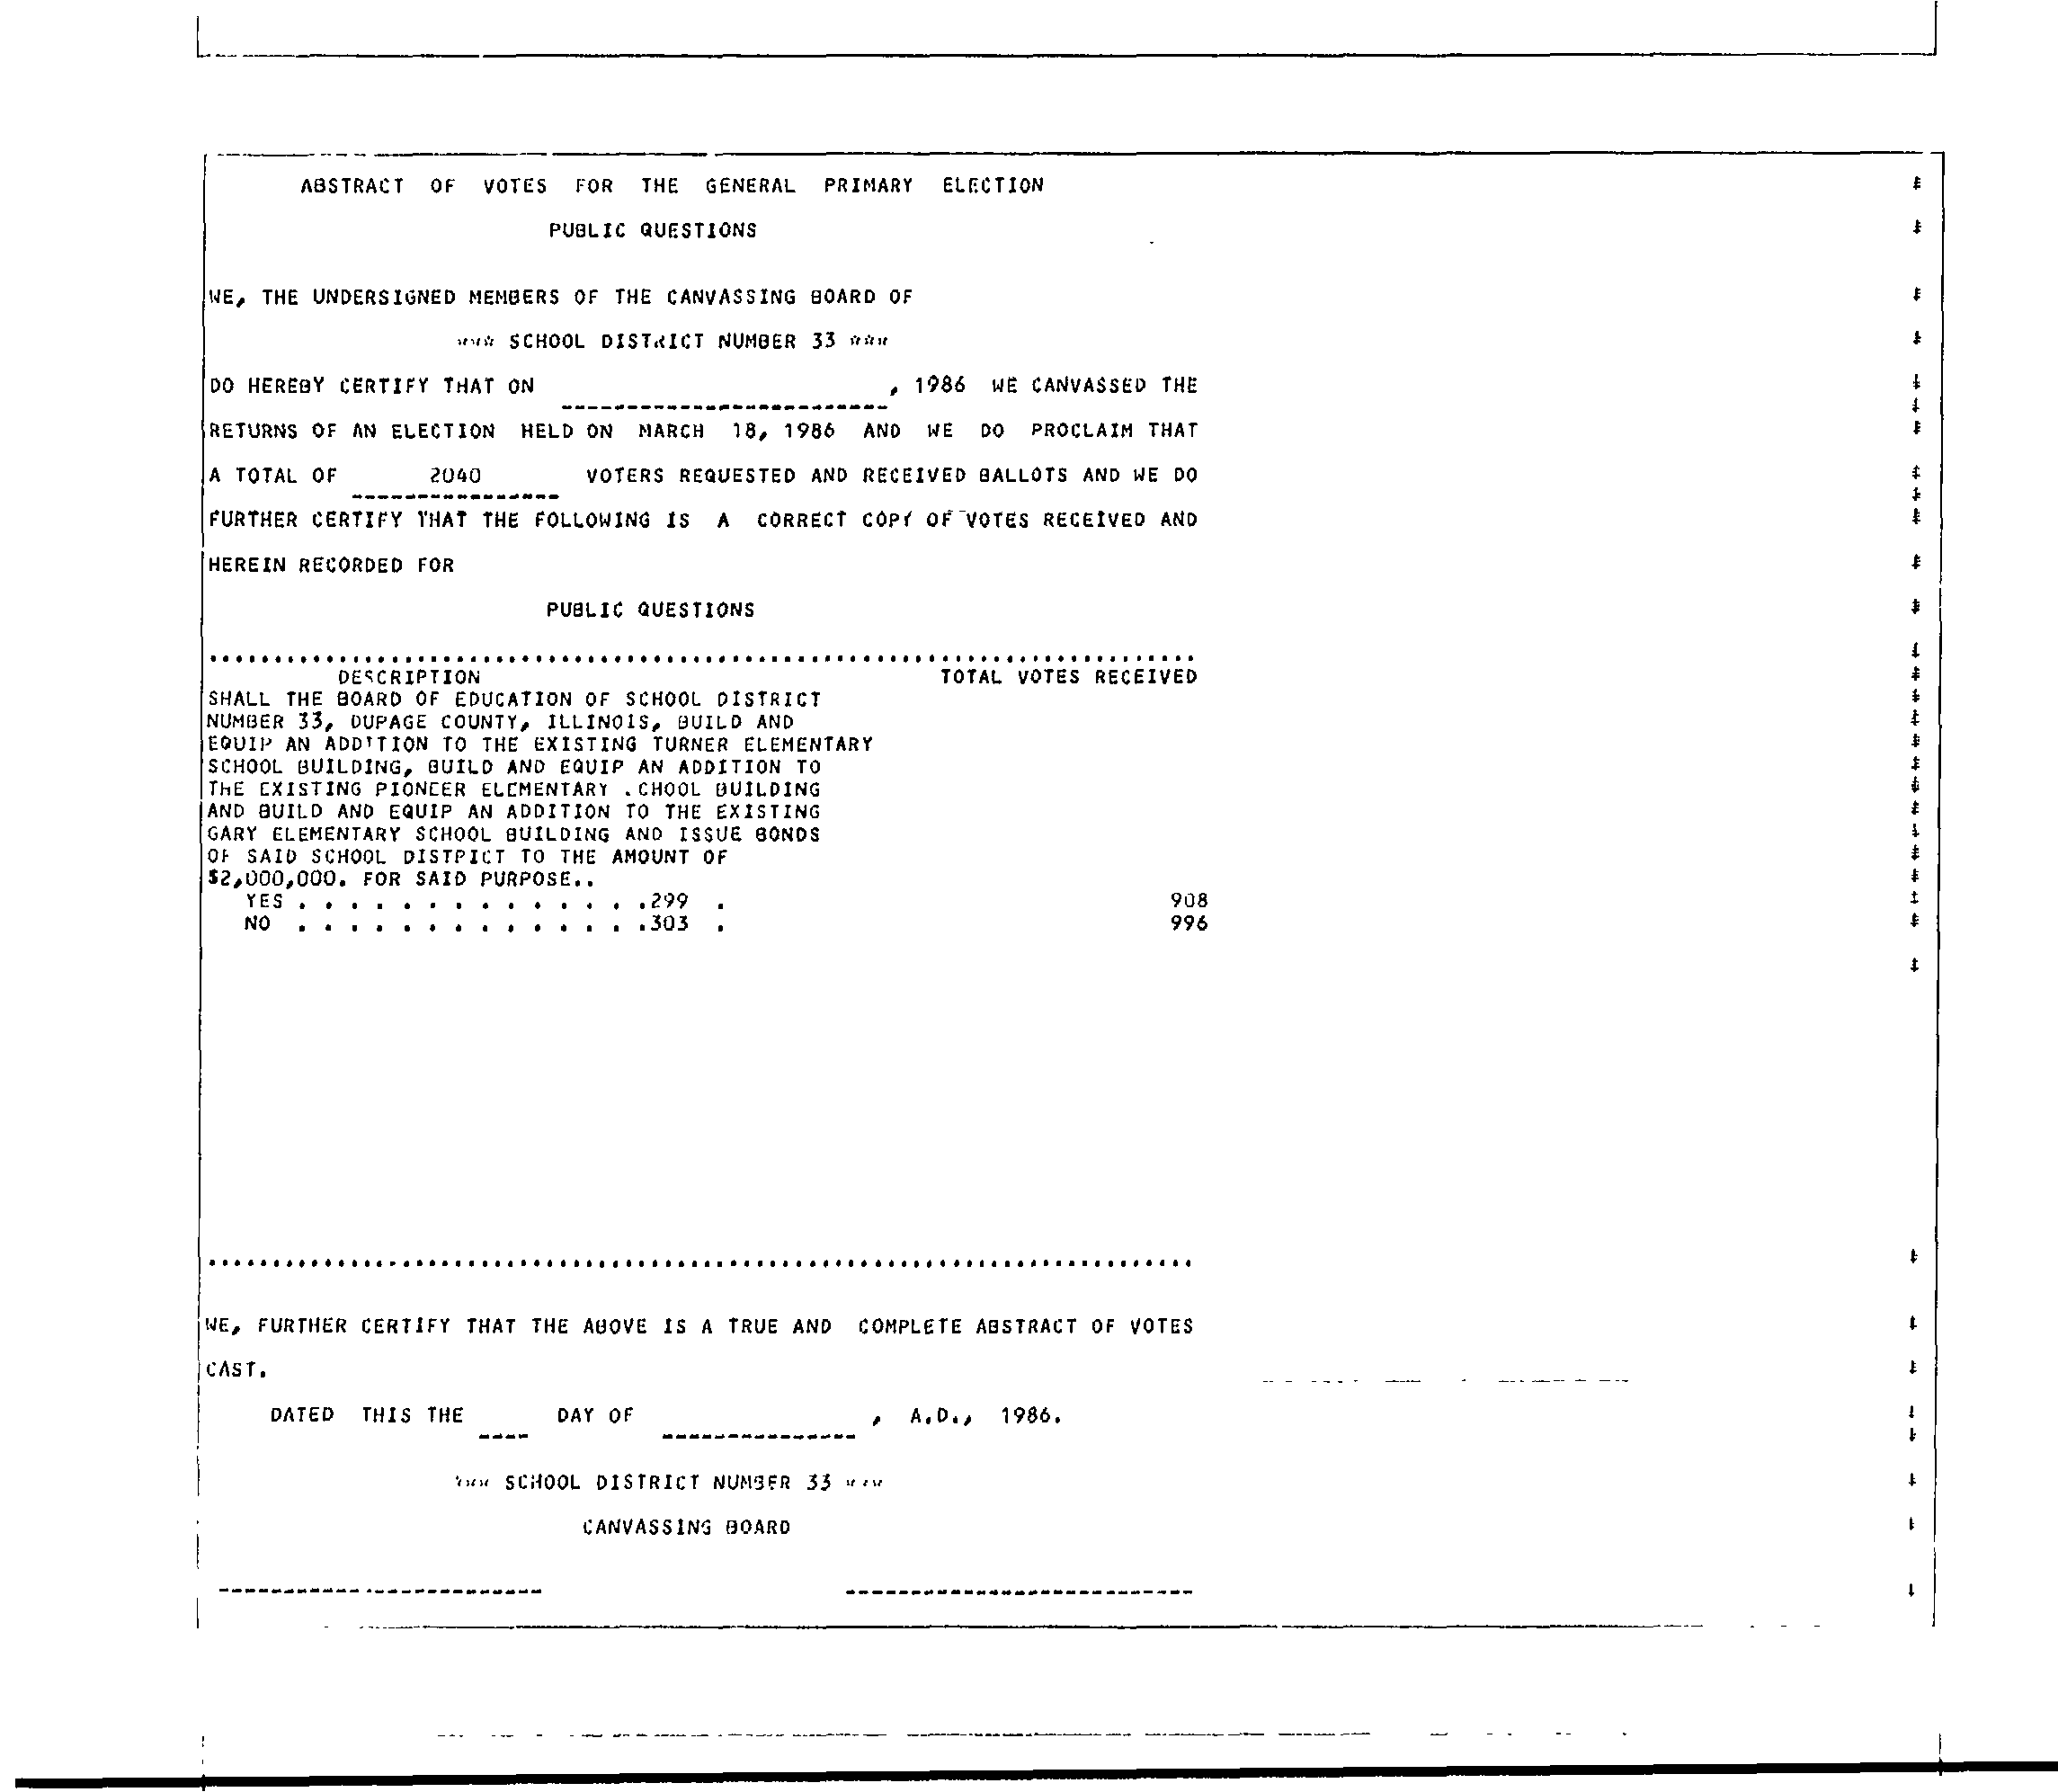 ABSTRACT OF VOTES FOR THE GENERAL PRIMARY ELECTION
PUBLIC QUESTIONS
WE, THE UNDERSIGNED MEMBERS OF THE CANVASSING BOARD OF
*** SCHOOL DISTRICT NUMBER 33 ***
DO HEREBY CERTIFY THAT ON , 1986 WE CANVASSED THE
RETURNS OF AN ELECTION HELD ON MARCH 18, 1986 AND WE DO PROCLAIM THAT
A TOTAL OF 2040 VOTERS REQUESTED AND RECEIVED BALLOTS AND WE DO
FURTHER CERTIFY THAT THE FOLLOWING IS A CORRECT COPY OF VOTES RECEIVED AND
HEREIN RECORDED FOR
PUBLIC QUESTIONS
DESCRIPTION TOTAL VOTES RECEIVED
SHALL THE BOARD OF EDUCATION OF SCHOOL DISTRICT
NUMBER 33, DUPAGE COUNTY, ILLINOIS, BUILD AND
EQUIP AN ADDITION TO THE EXISTING TURNER ELEMENTARY
SCHOOL BUILDING, BUILD AND EQUIP AN ADDITION TO
THE EXISTING PIONEER ELEMENTARY .CHOOL BUILDING
AND BUILD AND EQUIP AN ADDITION TO THE EXISTING
GARY ELEMENTARY SCHOOL BUILDING AND ISSUE BONDS
OF SAID SCHOOL DISTRICT TO THE AMOUNT OF
$2,000,000. FOR SAID PURPOSE..
YES . . . . . . . . . . . . . .299 . 908
NO . . . . . . . . . . . . . .303 . 996
WE, FURTHER CERTIFY THAT THE ABOVE IS A TRUE AND COMPLETE ABSTRACT OF VOTES
CAST.
DATED THIS THE ____ DAY OF _______________, A.D., 1986.
*** SCHOOL DISTRICT NUMBER 33 ***
CANVASSING BOARD